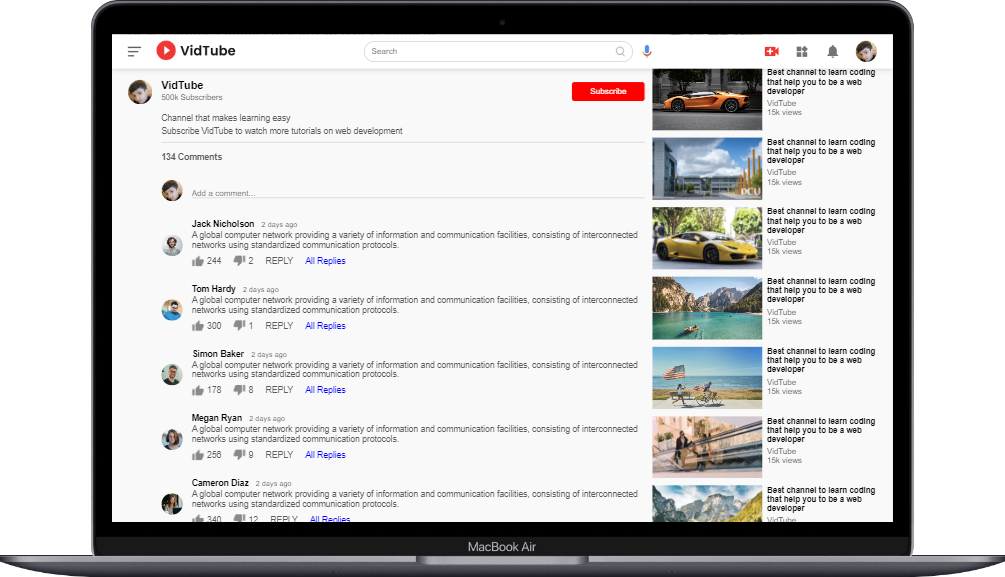 VidTube
Search
VidTube
500k Subscribers
Subscribe
Channel that makes learning easy
Subscribe VidTube to watch more tutorials on web development
134 Comments
Add a comment...
Jack Nicholson 2 days ago
A global computer network providing a variety of information and communication facilities, consisting of interconnected
networks using standardized communication protocols.
244 2 REPLY All Replies
Tom Hardy 2 days ago
A global computer network providing a variety of information and communication facilities, consisting of interconnected
networks using standardized communication protocols.
300 1 REPLY All Replies
Simon Baker 2 days ago
A global computer network providing a variety of information and communication facilities, consisting of interconnected
networks using standardized communication protocols.
178 8 REPLY All Replies
Megan Ryan 2 days ago
A global computer network providing a variety of information and communication facilities, consisting of interconnected
networks using standardized communication protocols.
256 9 REPLY All Replies
Cameron Diaz 2 days ago
A global computer network providing a variety of information and communication facilities, consisting of interconnected
networks using standardized communication protocols.
340 12 REPLY All Replies
Best channel to learn coding
that help you to be a web
developer
VidTube
15k views
DCU
Best channel to learn coding
that help you to be a web
developer
VidTube
15k views
Best channel to learn coding
that help you to be a web
developer
VidTube
15k views
Best channel to learn coding
that help you to be a web
developer
VidTube
15k views
Best channel to learn coding
that help you to be a web
developer
VidTube
15k views
Best channel to learn coding
that help you to be a web
developer
VidTube
15k views
Best channel to learn coding
that help you to be a web
developer
VidTube
MacBook Air